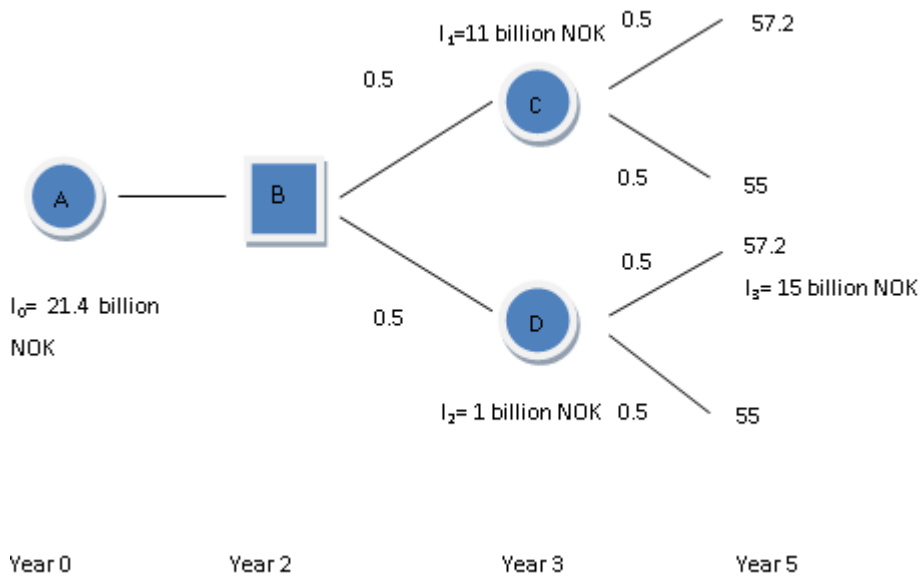 0.5
57.2
I₁=11 billion NOK
0.5
C
0.5
55
A
B
57.2
0.5
I₃= 15 billion NOK
I₀= 21.4 billion
NOK
0.5
D
I₂= 1 billion NOK
0.5
55
Year 0
Year 2
Year 3
Year 5